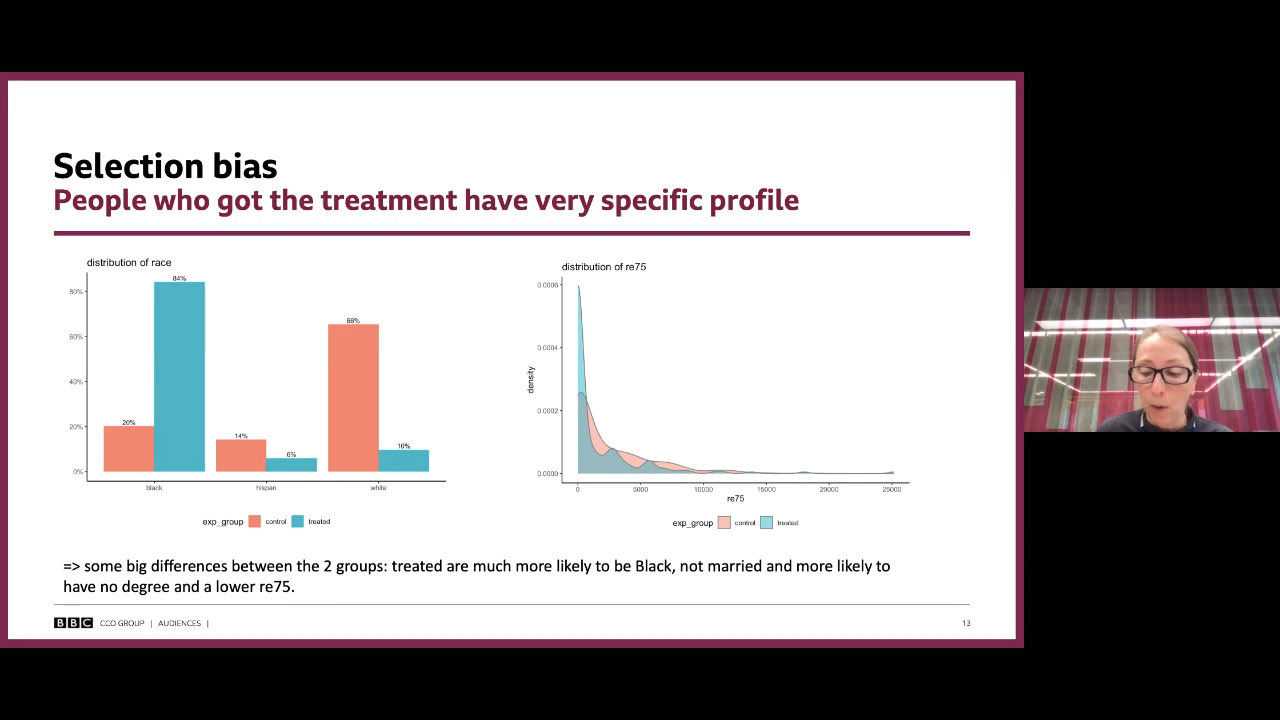 Selection bias
People who got the treatment have very specific profile
distribution of race
84%
80%
66%
60%
40%
20%
20%
14%
10%
6%
0%
black
hispan
white
exp_group
control
treated
distribution of re75
0.0006
0.0004
density
0.0002
0.0000
0
5000
10000
15000
20000
25000
re75
exp_group
control
treated
=> some big differences between the 2 groups: treated are much more likely to be Black, not married and more likely to
have no degree and a lower re75.
BBC CCO GROUP | AUDIENCES |
13